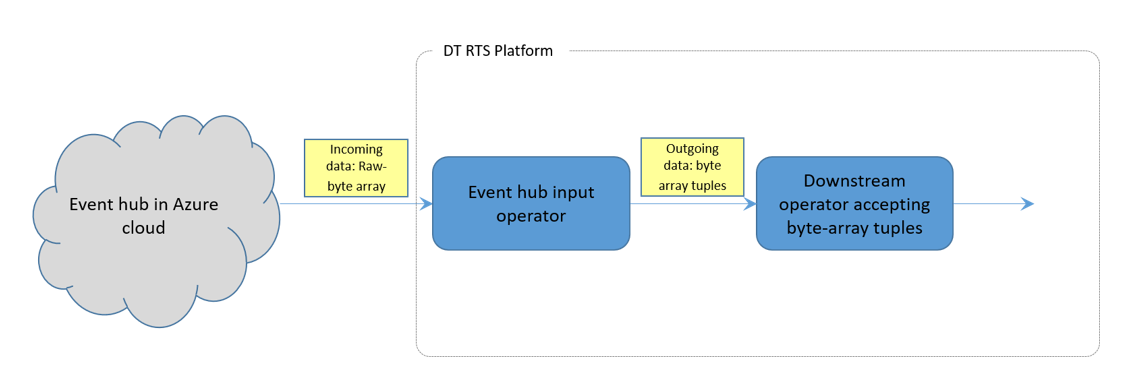 DT RTS Platform
Event hub in Azure
cloud
Incoming
data: Raw-
byte array
Event hub input
operator
Outgoing
data: byte
array tuples
Downstream
operator accepting
byte-array tuples